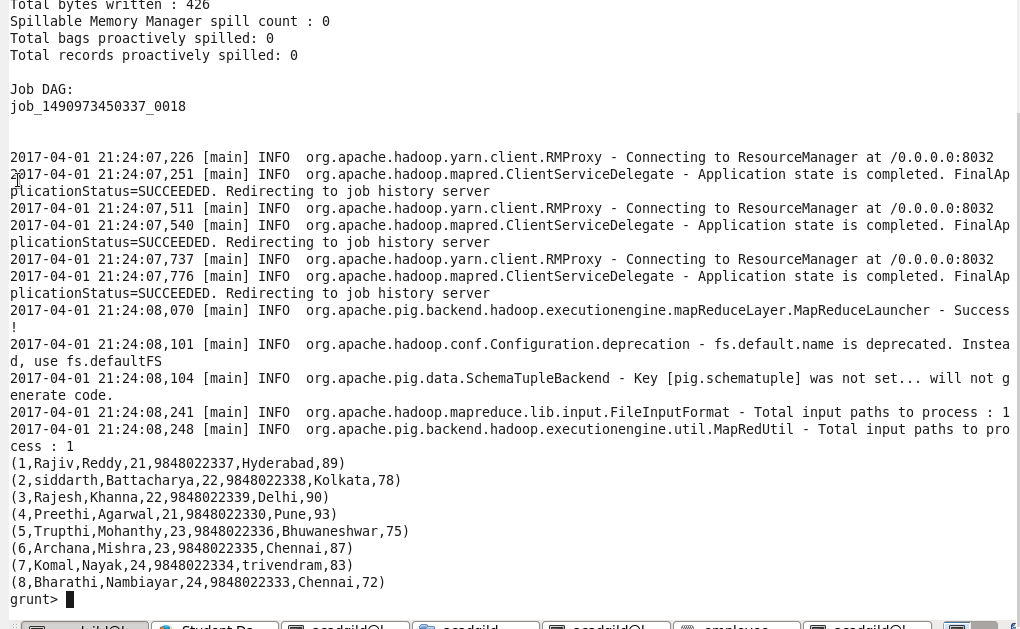 Total bytes written : 426
Spillable Memory Manager spill count : 0
Total bags proactively spilled: 0
Total records proactively spilled: 0
Job DAG:
job_1490973450337_0018
2017-04-01 21:24:07,226 [main] INFO  org.apache.hadoop.yarn.client.RMProxy - Connecting to ResourceManager at /0.0.0.0:8032
2017-04-01 21:24:07,251 [main] INFO  org.apache.hadoop.mapred.ClientServiceDelegate - Application state is completed. FinalAp
plicationStatus=SUCCEEDED. Redirecting to job history server
2017-04-01 21:24:07,511 [main] INFO  org.apache.hadoop.yarn.client.RMProxy - Connecting to ResourceManager at /0.0.0.0:8032
2017-04-01 21:24:07,540 [main] INFO  org.apache.hadoop.mapred.ClientServiceDelegate - Application state is completed. FinalAp
plicationStatus=SUCCEEDED. Redirecting to job history server
2017-04-01 21:24:07,737 [main] INFO  org.apache.hadoop.yarn.client.RMProxy - Connecting to ResourceManager at /0.0.0.0:8032
2017-04-01 21:24:07,776 [main] INFO  org.apache.hadoop.mapred.ClientServiceDelegate - Application state is completed. FinalAp
plicationStatus=SUCCEEDED. Redirecting to job history server
2017-04-01 21:24:08,070 [main] INFO  org.apache.pig.backend.hadoop.executionengine.mapReduceLayer.MapReduceLauncher - Success
!
2017-04-01 21:24:08,101 [main] INFO  org.apache.hadoop.conf.Configuration.deprecation - fs.default.name is deprecated. Instea
d, use fs.defaultFS
2017-04-01 21:24:08,104 [main] INFO  org.apache.pig.data.SchemaTupleBackend - Key [pig.schematuple] was not set... will not g
enerate code.
2017-04-01 21:24:08,241 [main] INFO  org.apache.hadoop.mapreduce.lib.input.FileInputFormat - Total input paths to process : 1
2017-04-01 21:24:08,248 [main] INFO  org.apache.pig.backend.hadoop.executionengine.util.MapRedUtil - Total input paths to pro
cess : 1
(1,Rajiv,Reddy,21,9848022337,Hyderabad,89)
(2,siddarth,Battacharya,22,9848022338,Kolkata,78)
(3,Rajesh,Khanna,22,9848022339,Delhi,90)
(4,Preethi,Agarwal,21,9848022330,Pune,93)
(5,Trupthi,Mohanthy,23,9848022336,Bhuwaneshwar,75)
(6,Archana,Mishra,23,9848022335,Chennai,87)
(7,Komal,Nayak,24,9848022334,trivendram,83)
(8,Bharathi,Nambiayar,24,9848022333,Chennai,72)
grunt>